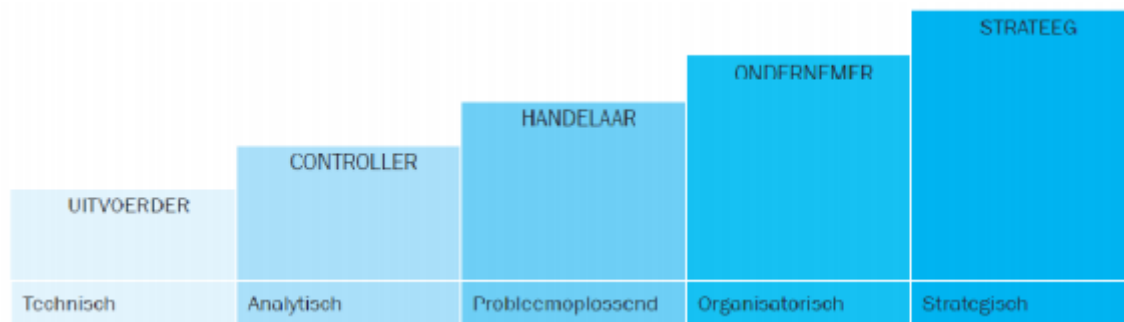 STRATEEG
ONDERNEMER
HANDELAAR
CONTROLLER
UITVOERDER
Technisch Analytisch Probleemoplossend Organisatorisch Strategisch